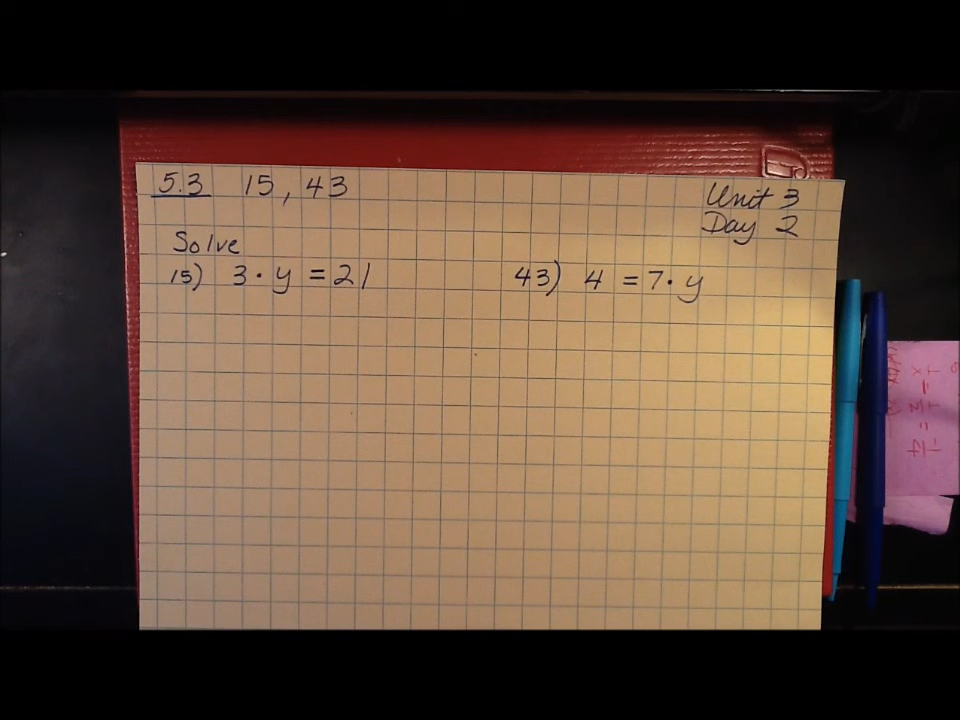 5.3 15, 43
Unit 3
Day 2
Solve
15) 3 · y = 21
43) 4 = 7 · y